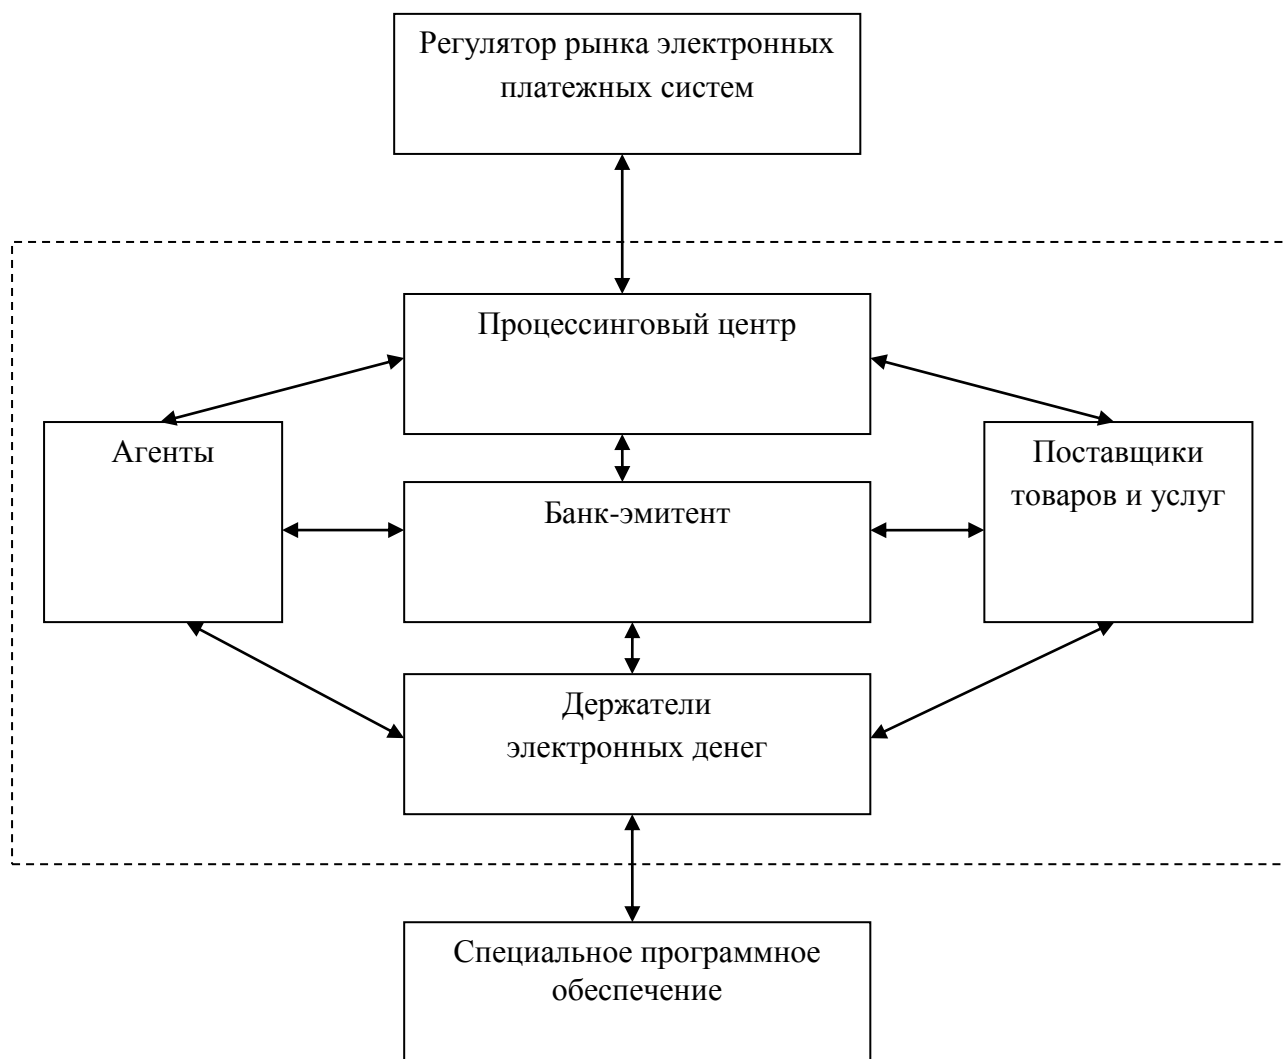 Регулятор рынка электронных
платежных систем
Процессинговый центр
Агенты
Поставщики
товаров и услуг
Банк-эмитент
Держатели
электронных денег
Специальное программное
обеспечение